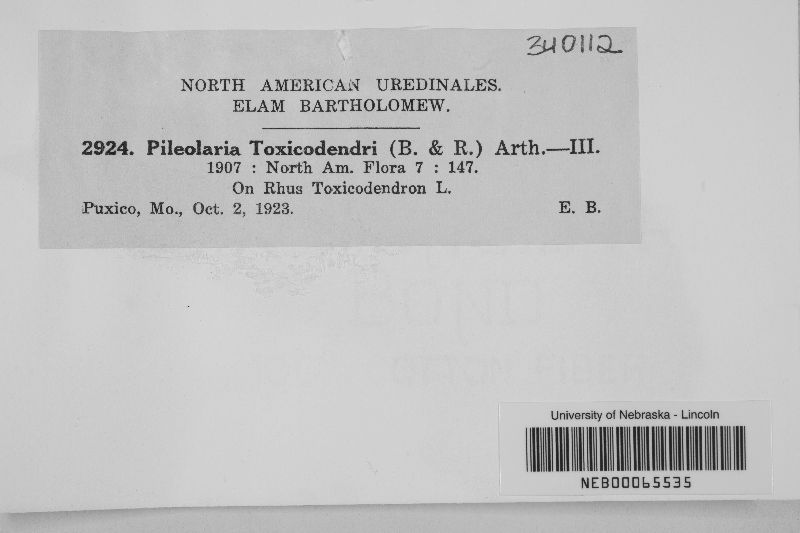 340112
NORTH AMERICAN UREDINALES.
ELAM BARTHOLOMEW.
2924. Pileolaria Toxicodendri (B. & R.) Arth.—III.
1907 : North Am. Flora 7 : 147.
On Rhus Toxicodendron L.
Puxico, Mo., Oct. 2, 1923. E. B.
University of Nebraska - Lincoln
NEB00065535